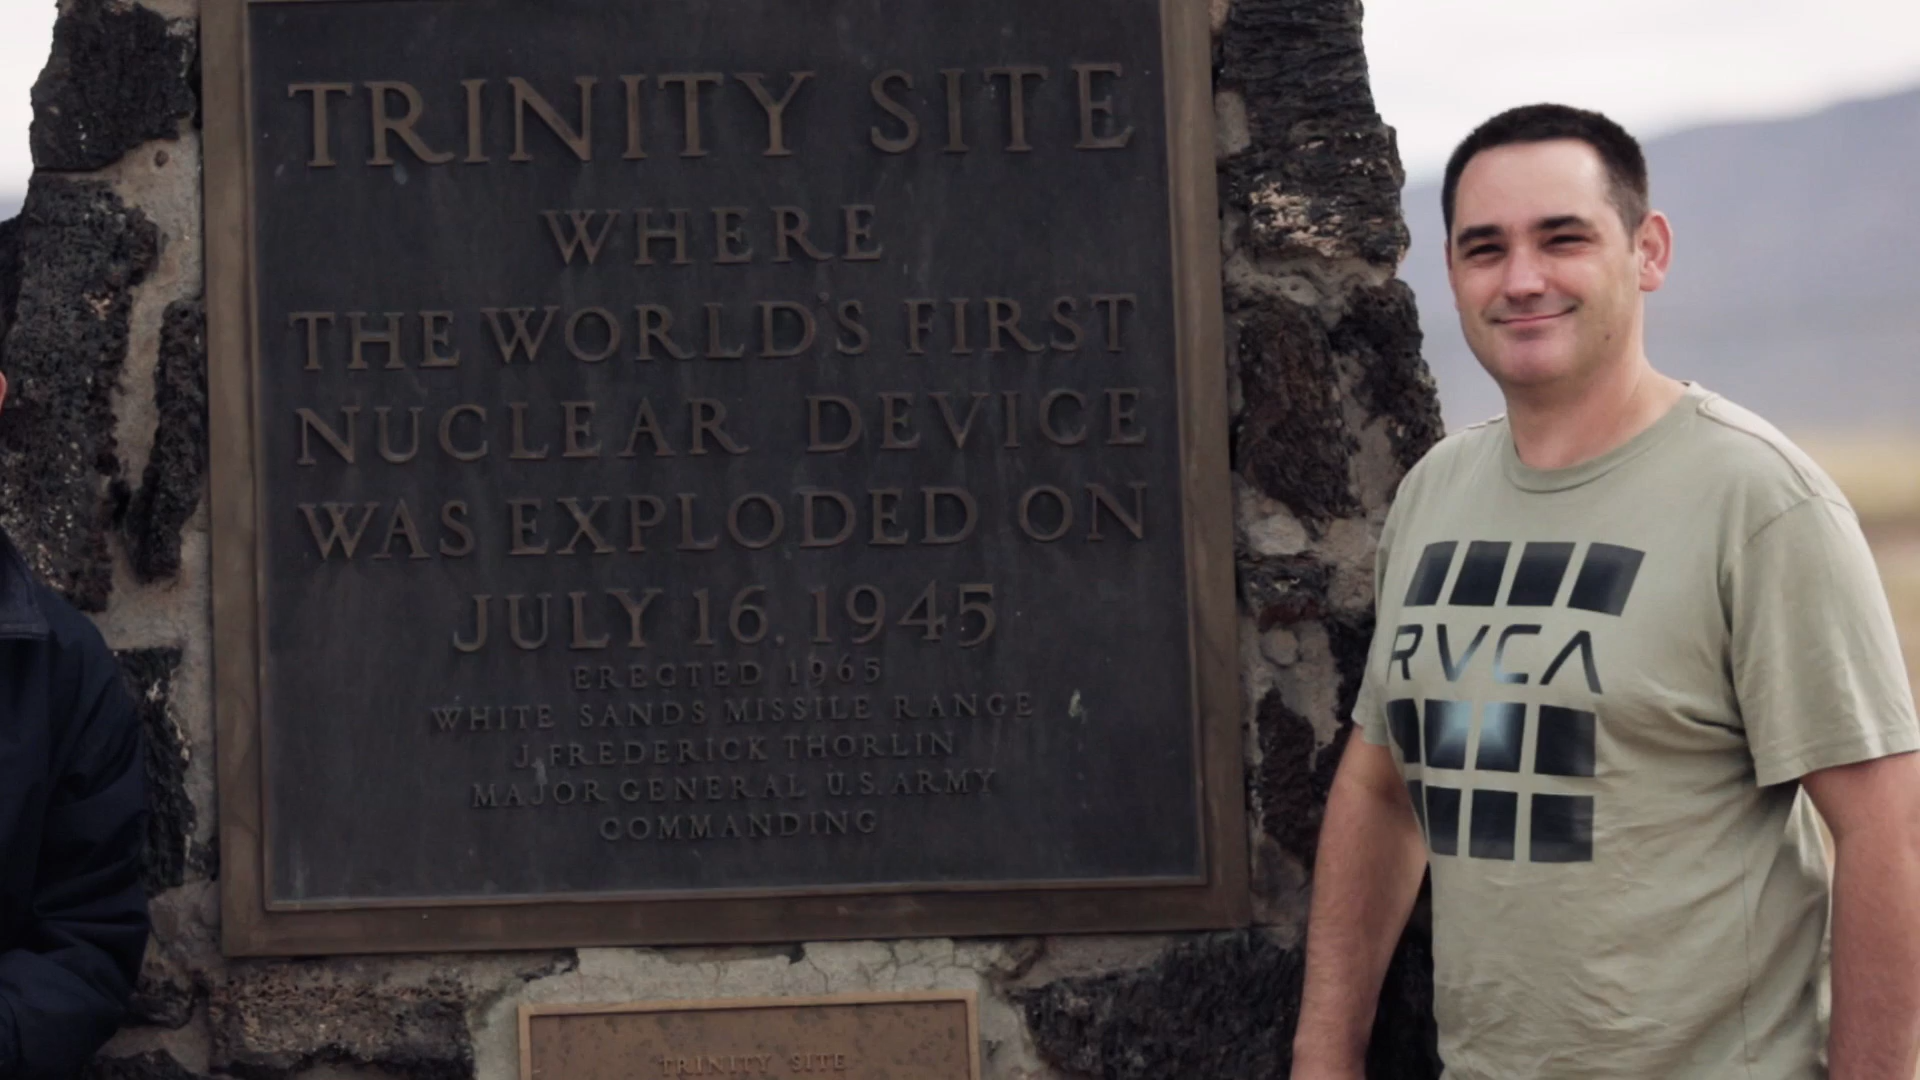 TRINITY SITE
WHERE
THE WORLD'S FIRST
NUCLEAR DEVICE
WAS EXPLODED ON
JULY 16, 1945
ERECTED 1965
WHITE SANDS MISSILE RANGE
J. FREDERICK THORLIN
MAJOR GENERAL U.S. ARMY
COMMANDING
TRINITY SITE
RVCA